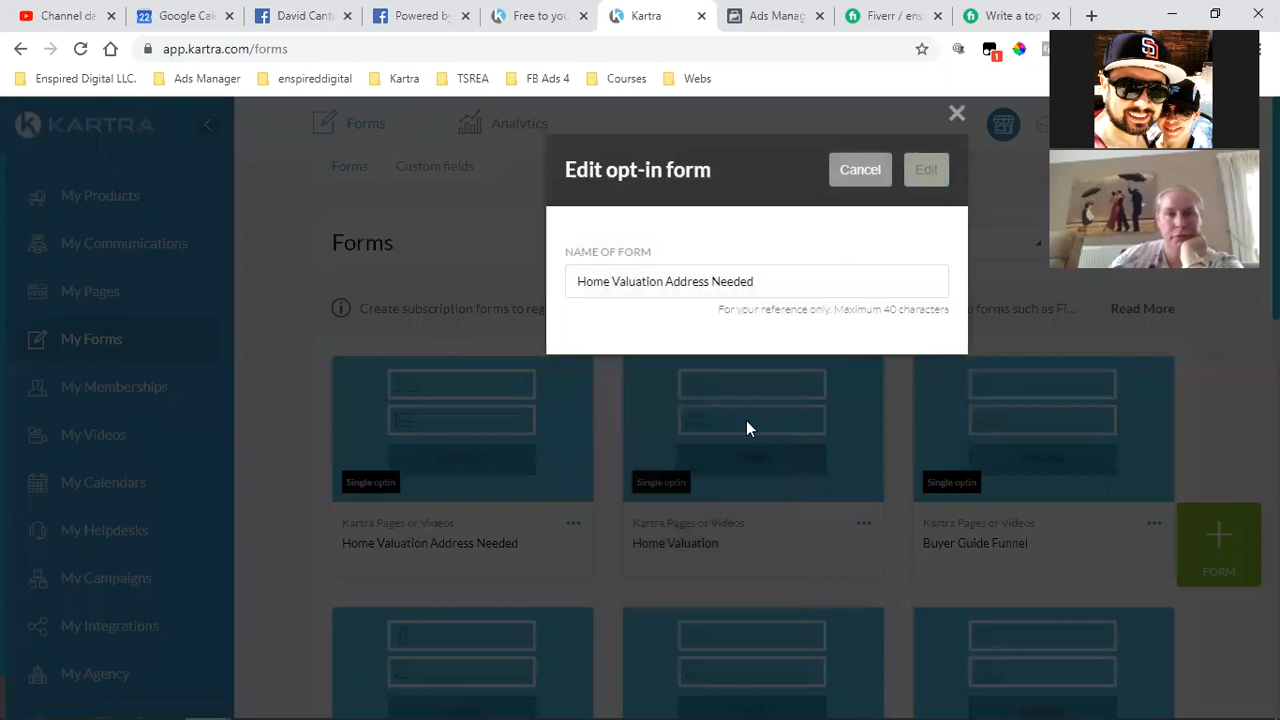 Channel de
Google Cale
David Cant
Powered by
Free to you
Kartra
Ads Manag
Fiverr / ens
Write a top
22
app.kartra.com/forms
1
Enspired Digital LLC.
Ads Manager
enspireddigital
Kartra
TSREA
FB Ads 4
Courses
Webs
KARTRA
Forms
Analytics
Forms
Custom fields
Edit opt-in form
Cancel
Edit
My Products
My Communications
My Pages
My Forms
My Memberships
My Videos
My Calendars
My Helpdesks
My Campaigns
My Integrations
My Agency
Forms
NAME OF FORM
Home Valuation Address Needed
For your reference only. Maximum 40 characters
Create subscription forms to reg
u forms such as Fi...
Read More
Single optin
Single optin
Single optin
Kartra Pages or Videos
Kartra Pages or Videos
Kartra Pages or Videos
Home Valuation Address Needed
Home Valuation
Buyer Guide Funnel
FORM